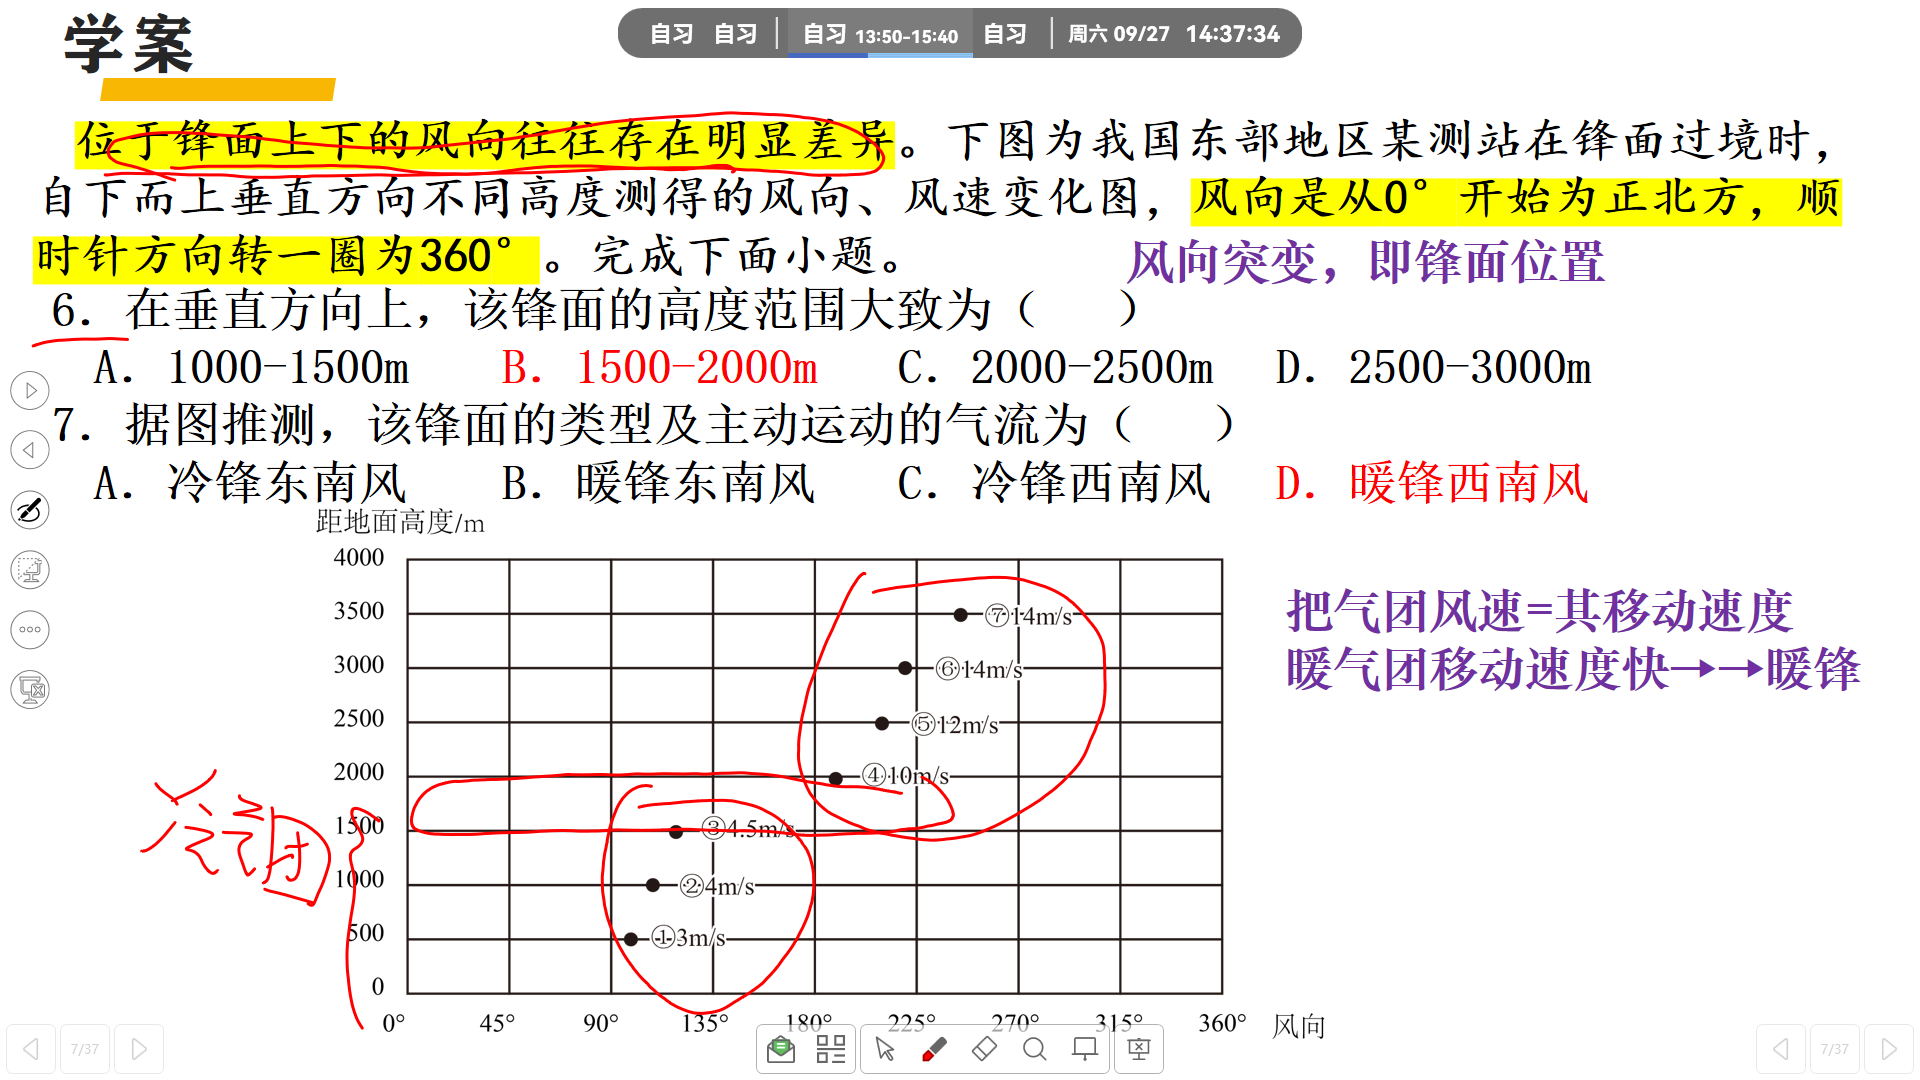 学案
自习 自习 自习 13:50-15:40 自习 周六 09/27 14:37:34
位于锋面上下的风向往往存在明显差异。下图为我国东部地区某测站在锋面过境时，
自下而上垂直方向不同高度测得的风向、风速变化图，风向是从0°开始为正北方，顺
时针方向转一圈为360°。完成下面小题。
风向突变，即锋面位置
6. 在垂直方向上，该锋面的高度范围大致为（ ）
A. 1000-1500m B. 1500-2000m C. 2000-2500m D. 2500-3000m
7. 据图推测，该锋面的类型及主动运动的气流为（ ）
A. 冷锋东南风 B. 暖锋东南风 C. 冷锋西南风 D. 暖锋西南风
距地面高度/m
4000
3500 ⑦14m/s
3000 ⑥14m/s
2500 ⑤12m/s
2000 ④10m/s
1500 ③4.5m/s
1000 ②4m/s
500 ①3m/s
0
0° 45° 90° 135° 180° 225° 270° 315° 360° 风向
把气团风速=其移动速度
暖气团移动速度快→→暖锋
冷气团
7/37
7/37